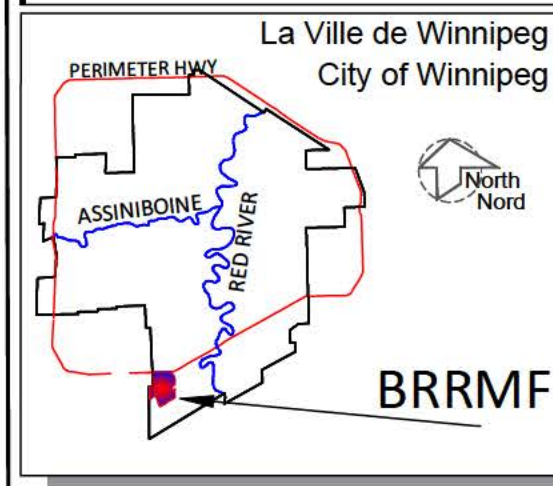 La Ville de Winnipeg
City of Winnipeg
PERIMETER HWY
North
Nord
ASSINIBOINE
RED RIVER
BRRMF